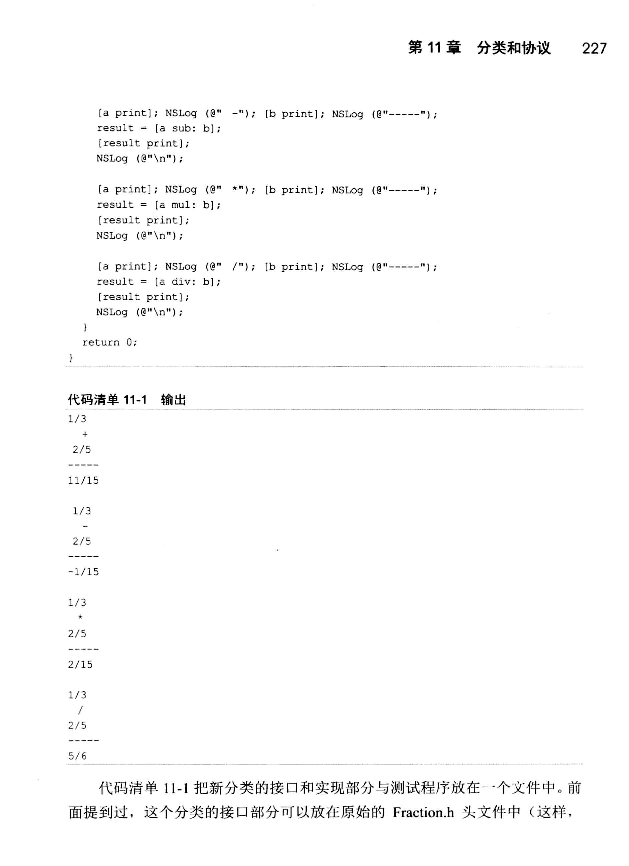 第 11 章 分类和协议 227
[a print]; NSLog (@" -"); [b print]; NSLog (@"-----");
result = [a sub: b];
[result print];
NSLog (@"\n");
[a print]; NSLog (@" *"); [b print]; NSLog (@"-----");
result = [a mul: b];
[result print];
NSLog (@"\n");
[a print]; NSLog (@" /"); [b print]; NSLog (@"-----");
result = [a div: b];
[result print];
NSLog (@"\n");
}
return 0;
}
代码清单 11-1 输出
1/3
+
2/5
-----
11/15
1/3
-
2/5
-----
-1/15
1/3
*
2/5
-----
2/15
1/3
/
2/5
-----
5/6
代码清单 11-1 把新分类的接口和实现部分与测试程序放在一个文件中。前
面提到过，这个分类的接口部分可以放在原始的 Fraction.h 头文件中（这样，